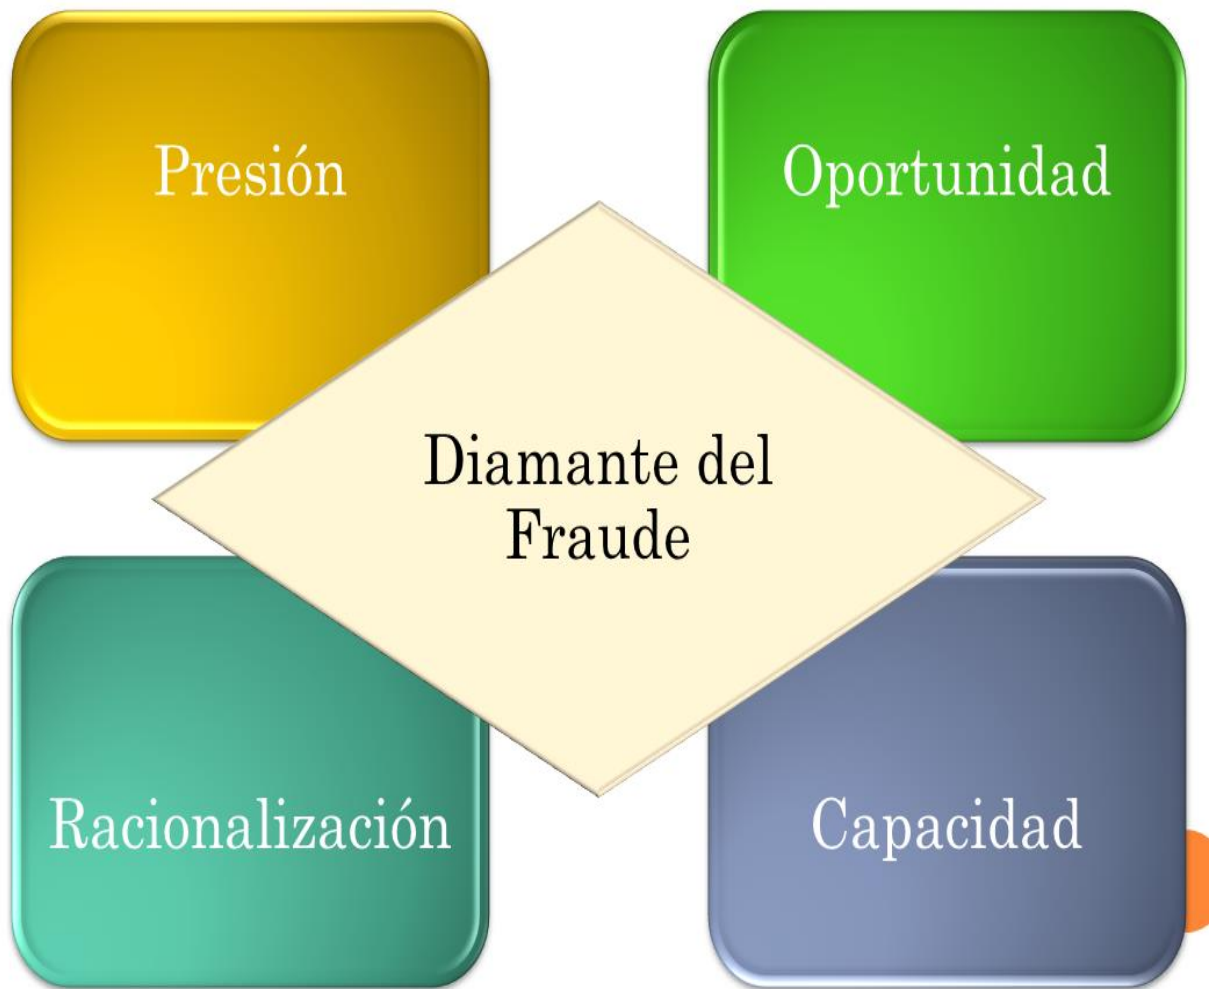 Presión
Oportunidad
Diamante del
Fraude
Racionalización
Capacidad